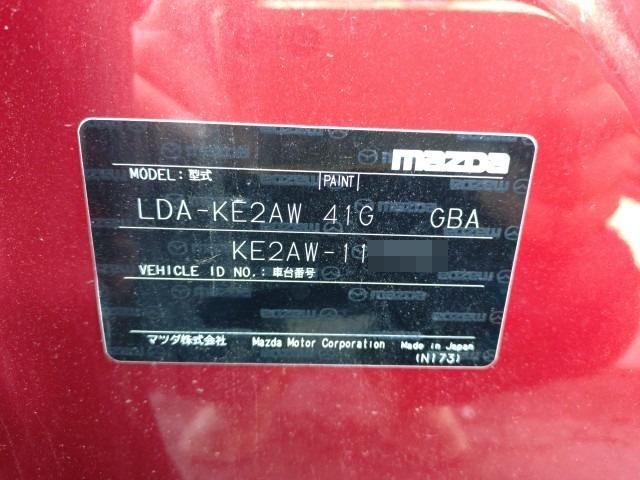 mazda
MODEL:型式 PAINT
LDA-KE2AW 41G GBA
KE2AW-11
VEHICLE ID NO.:車台番号
マツダ株式会社 Mazda Motor Corporation Made in Japan
(N173)